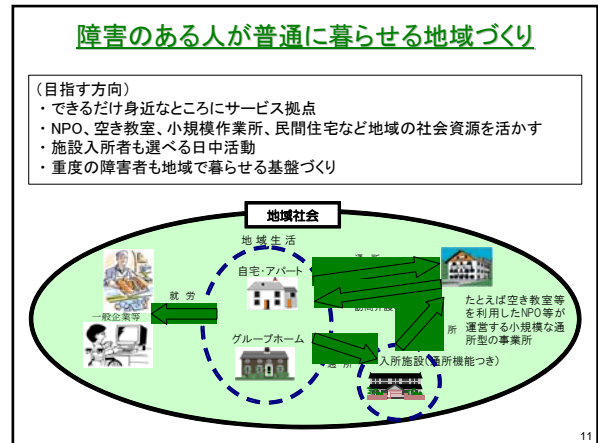 障害のある人が普通に暮らせる地域づくり
（目指す方向）
・できるだけ身近なところにサービス拠点
・NPO、空き教室、小規模作業所、民間住宅など地域の社会資源を活かす
・施設入所者も選べる日中活動
・重度の障害者も地域で暮らせる基盤づくり
地域社会
地域生活
自宅・アパート
就 労
一般企業等
グループホーム
たとえば空き教室等
を利用したNPO等が
運営する小規模な通
所型の事業所
所
通 所
入所施設（通所機能つき）
11